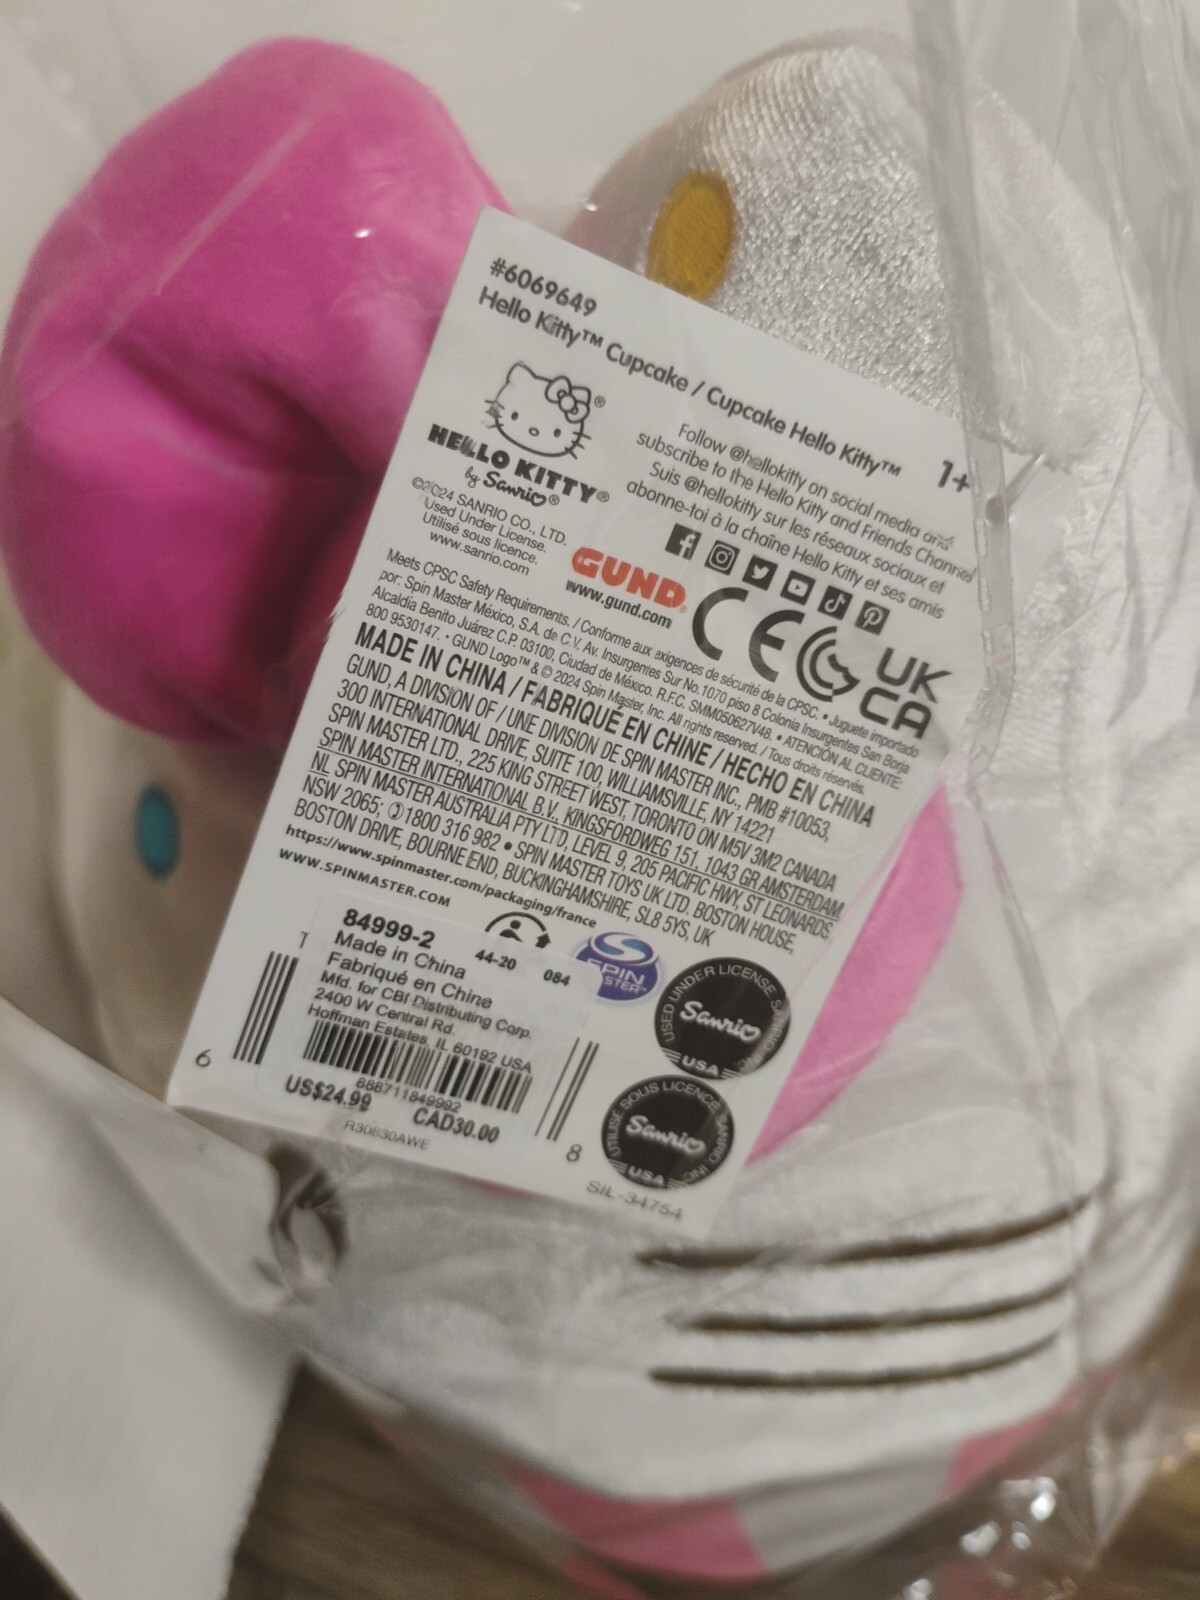 #6069649
Hello Kitty™ Cupcake / Cupcake Hello Kitty™
1+
HELLO KITTY®
by Sanrio®
©2024 SANRIO CO., LTD.
Used Under License.
Utilisé sous licence.
www.sanrio.com
Follow @hellokitty on social media and
subscribe to the Hello Kitty and Friends Channel
Suis @hellokitty sur les réseaux sociaux et
abonne-toi à la chaîne Hello Kitty et ses amis
GUND®
www.gund.com
CE
UK
CA
Meets CPSC Safety Requirements. / Conforme aux exigences de sécurité de la CPSC. • Juguete importado
por: Spin Master México, S.A. de C.V. Av. Insurgentes Sur No. 1070 piso 8 Colonia Insurgentes San Borja
Alcaldía Benito Juárez C.P. 03100, Ciudad de México. R.F.C. SMM050627V48. • ATENCIÓN AL CLIENTE:
800 9530147. • GUND Logo™ & © 2024 Spin Master, Inc. All rights reserved. / Tous droits réservés.
MADE IN CHINA / FABRIQUÉ EN CHINE / HECHO EN CHINA
GUND, A DIVISION OF / UNE DIVISION DE SPIN MASTER INC., PMB #10053,
300 INTERNATIONAL DRIVE, SUITE 100, WILLIAMSVILLE, NY 14221
SPIN MASTER LTD., 225 KING STREET WEST, TORONTO ON M5V 3M2 CANADA
SPIN MASTER INTERNATIONAL B.V., KINGSFORDWEG 151, 1043 GR AMSTERDAM,
NL SPIN MASTER AUSTRALIA PTY LTD, LEVEL 9, 205 PACIFIC HWY, ST LEONARDS,
NSW 2065; 1800 316 982 • SPIN MASTER TOYS UK LTD. BOSTON HOUSE,
BOSTON DRIVE, BOURNE END, BUCKINGHAMSHIRE, SL8 5YS, UK
https://www.spinmaster.com/packaging/france
WWW.SPINMASTER.COM
84999-2
44-20 084
Made in China
Fabriqué en Chine
Mfd. for CBI Distributing Corp.
2400 W Central Rd.
Hoffman Estates, IL 60192 USA
888711849992
US$24.99
CAD30.00
R30830AWE
6
8
SPIN
STER™
USED UNDER LICENSE, SANRIO, INC.
Sanrio
USA
UTILISÉ SOUS LICENCE, SANRIO, INC.
Sanrio
USA
SIL-34754